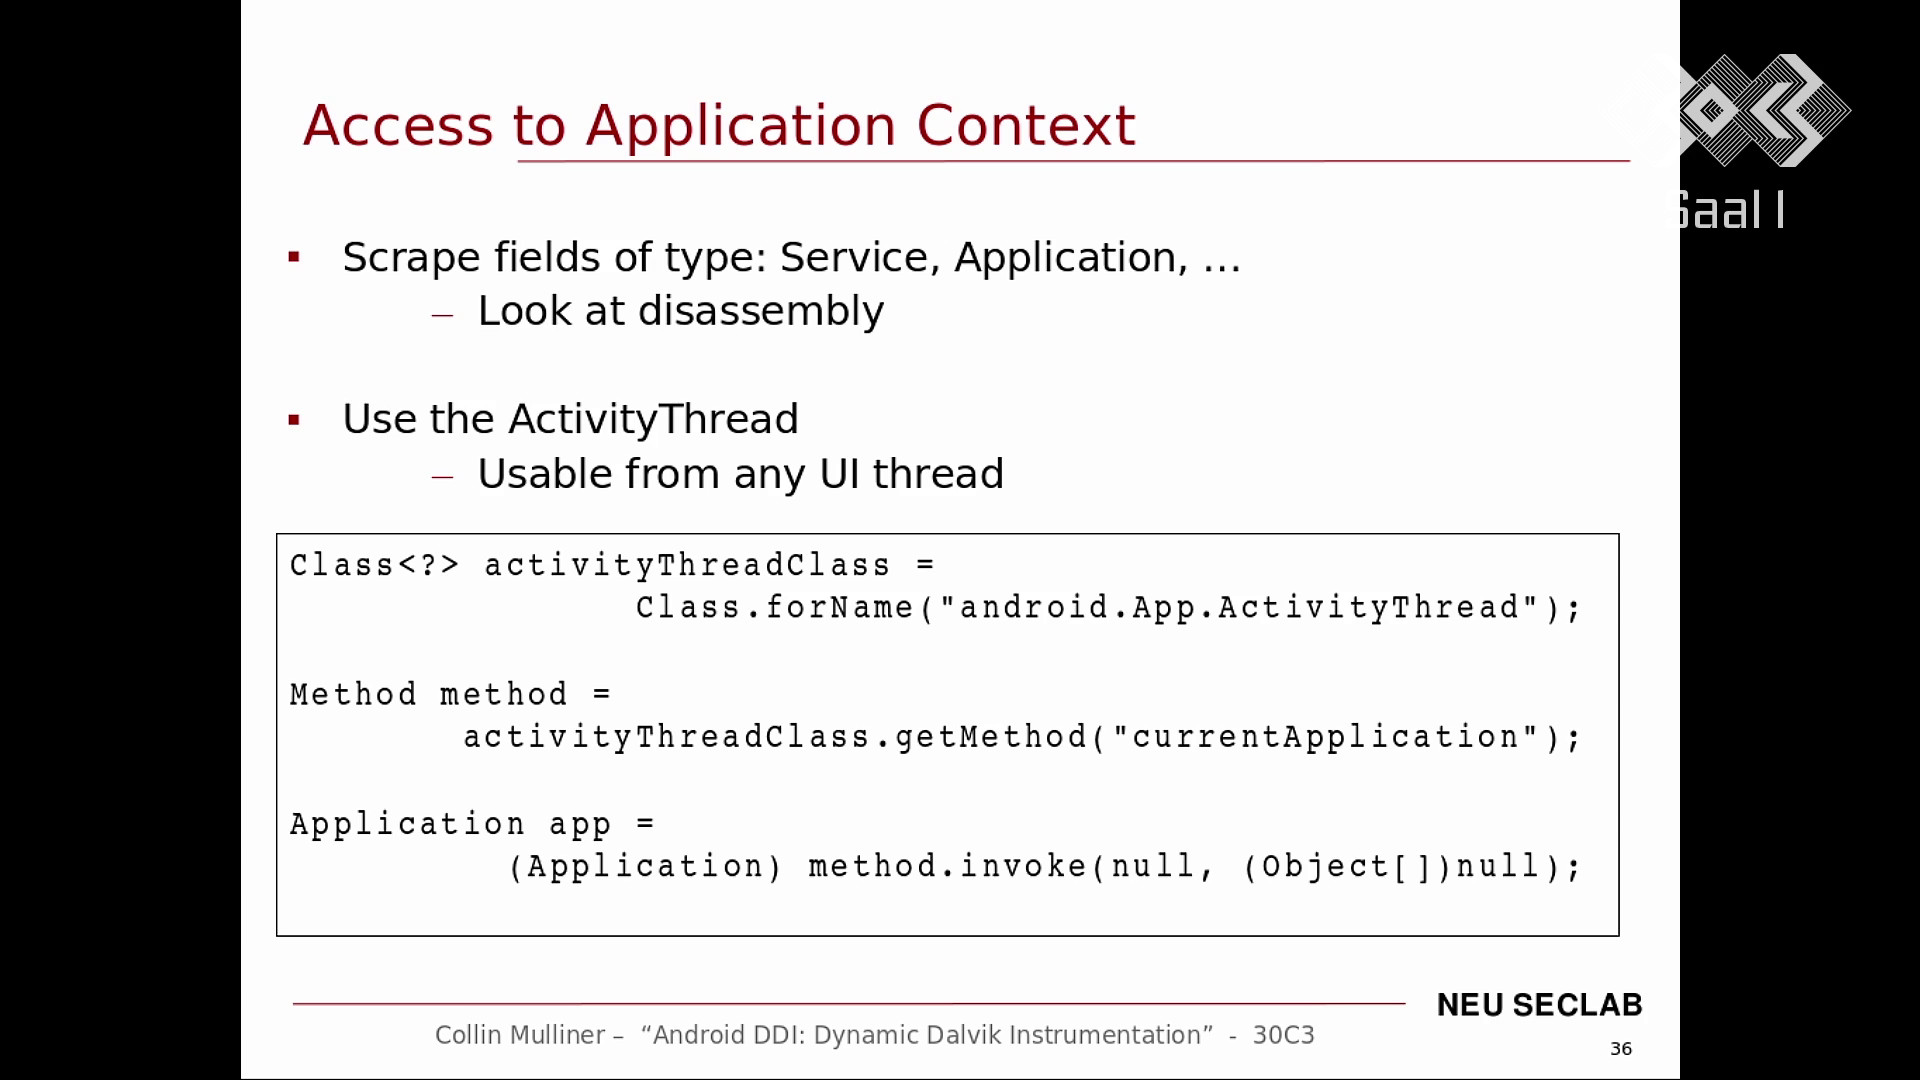 Access to Application Context
▪ Scrape fields of type: Service, Application, ...
– Look at disassembly
▪ Use the ActivityThread
– Usable from any UI thread
Class<?> activityThreadClass =
Class.forName("android.App.ActivityThread");
Method method =
activityThreadClass.getMethod("currentApplication");
Application app =
(Application) method.invoke(null, (Object[])null);
NEU SECLAB
Collin Mulliner – “Android DDI: Dynamic Dalvik Instrumentation” - 30C3
36
Saal 1